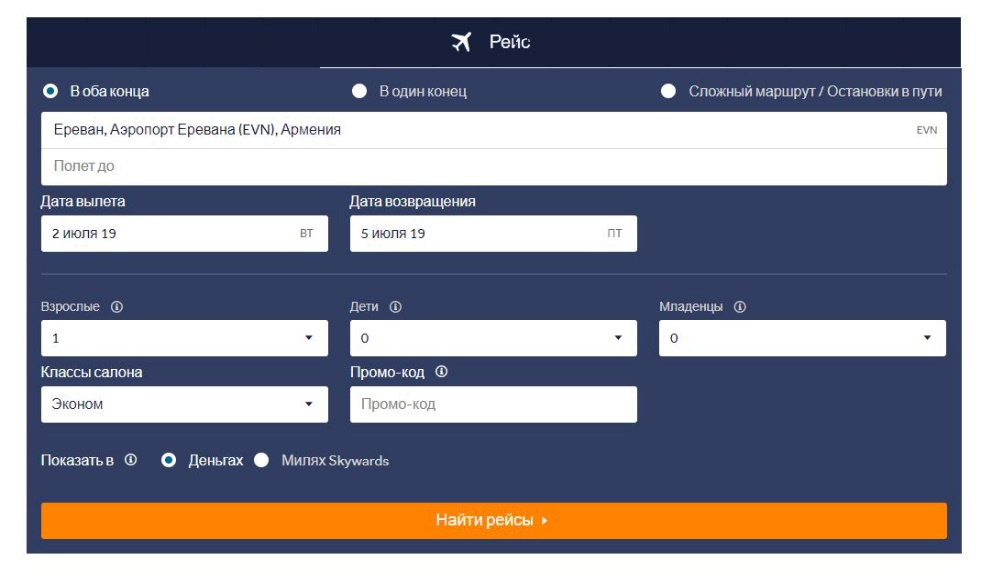 Рейс
В оба конца В один конец Сложный маршрут / Остановки в пути
Ереван, Аэропорт Еревана (EVN), Армения EVN
Полет до
Дата вылета Дата возвращения
2 июля 19 ВТ 5 июля 19 ПТ
Взрослые Дети Младенцы
1 0 0
Классы салона Промо-код
Эконом Промо-код
Показать в Деньгах Милях Skywards
Найти рейсы